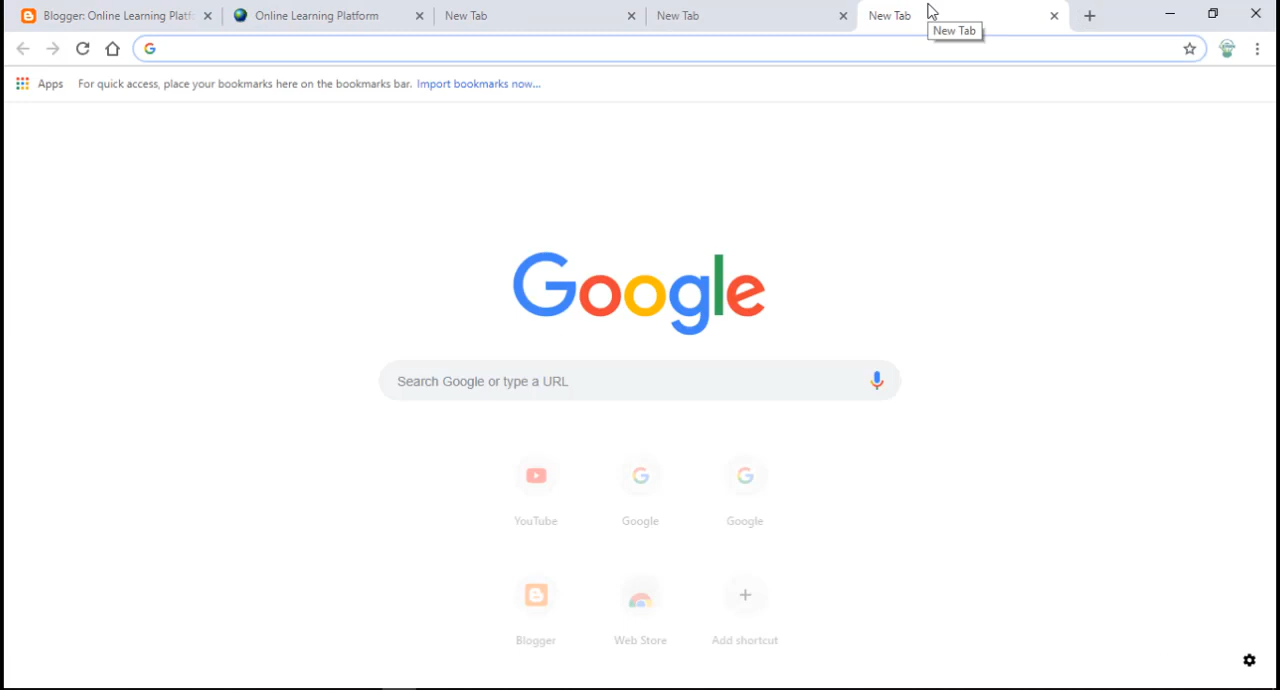 Blogger: Online Learning Platf
Online Learning Platform
New Tab
New Tab
New Tab
New Tab
Apps
For quick access, place your bookmarks here on the bookmarks bar. Import bookmarks now...
Google
Search Google or type a URL
YouTube
Google
Google
Blogger
Web Store
Add shortcut